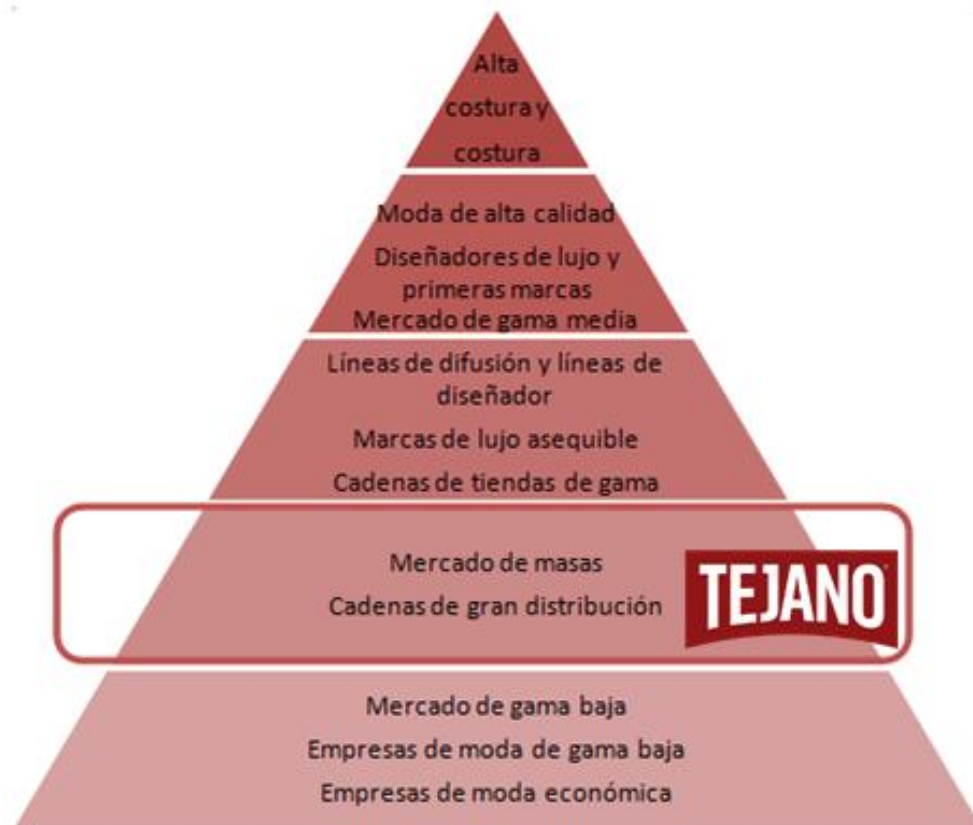 Alta
costura y
costura
Moda de alta calidad
Diseñadores de lujo y
primeras marcas
Mercado de gama media
Líneas de difusión y líneas de
diseñador
Marcas de lujo asequible
Cadenas de tiendas de gama
Mercado de masas
Cadenas de gran distribución
TEJANO
Mercado de gama baja
Empresas de moda de gama baja
Empresas de moda económica